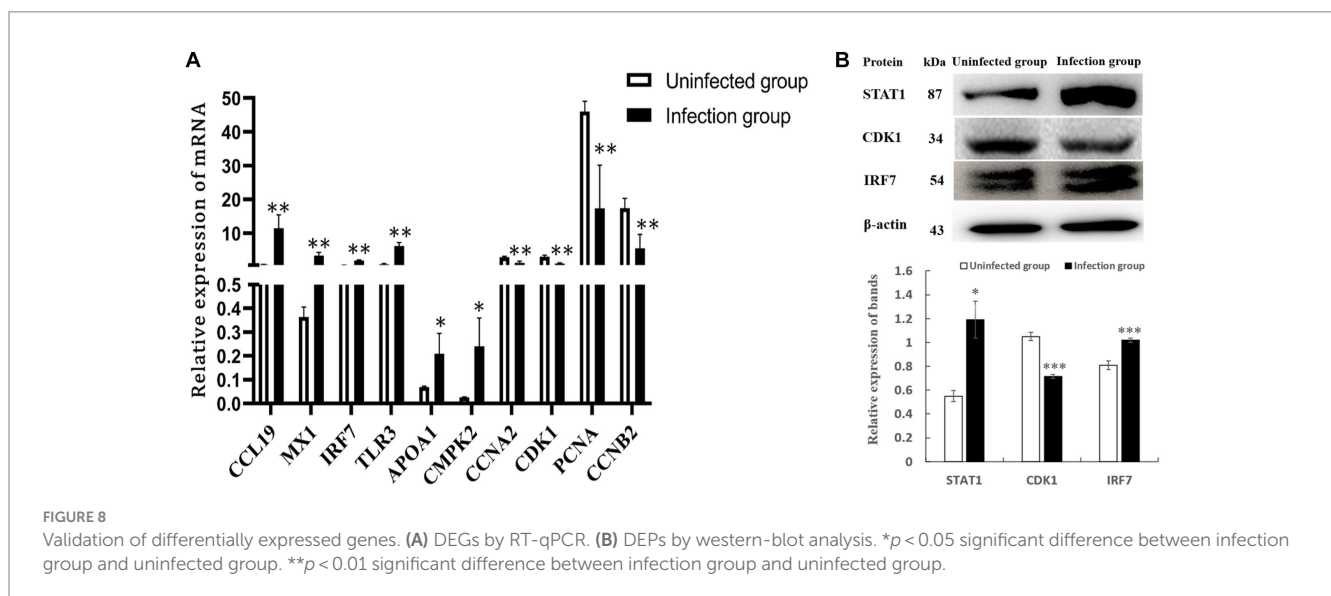 A
Uninfected group
Infection group
Relative expression of mRNA
50
40
30
20
10
0.5
0.4
0.3
0.2
0.1
0.0
**
**
**
**
*
*
**
**
**
**
CCL19
MX1
IRF7
TLR3
APOA1
CMPK2
CCNA2
CDK1
PCNA
CCNB2
B
Protein kDa Uninfected group Infection group
STAT1 87
CDK1 34
IRF7 54
β-actin 43
Uninfected group Infection group
Relative expression of bands
1.6
1.4
1.2
1
0.8
0.6
0.4
0.2
0
*
***
***
STAT1 CDK1 IRF7
FIGURE 8
Validation of differentially expressed genes. (A) DEGs by RT-qPCR. (B) DEPs by western-blot analysis. *p < 0.05 significant difference between infection
group and uninfected group. **p < 0.01 significant difference between infection group and uninfected group.